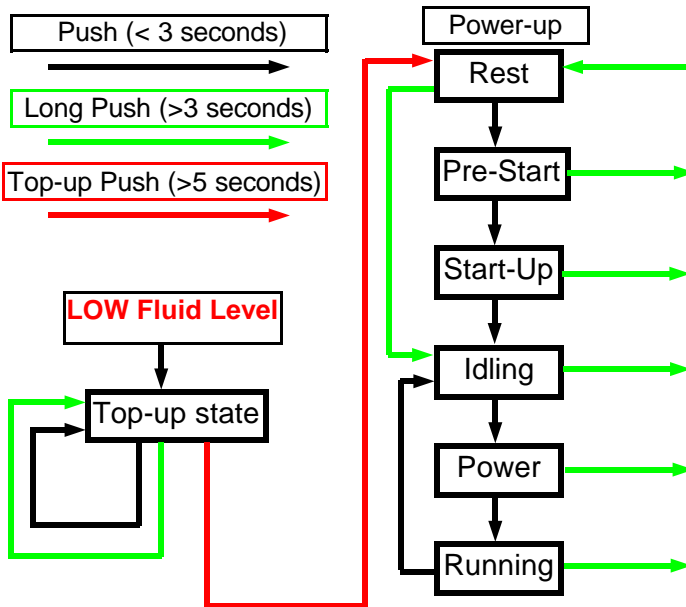 Push (< 3 seconds)
Long Push (>3 seconds)
Top-up Push (>5 seconds)
LOW Fluid Level
Top-up state
Power-up
Rest
Pre-Start
Start-Up
Idling
Power
Running